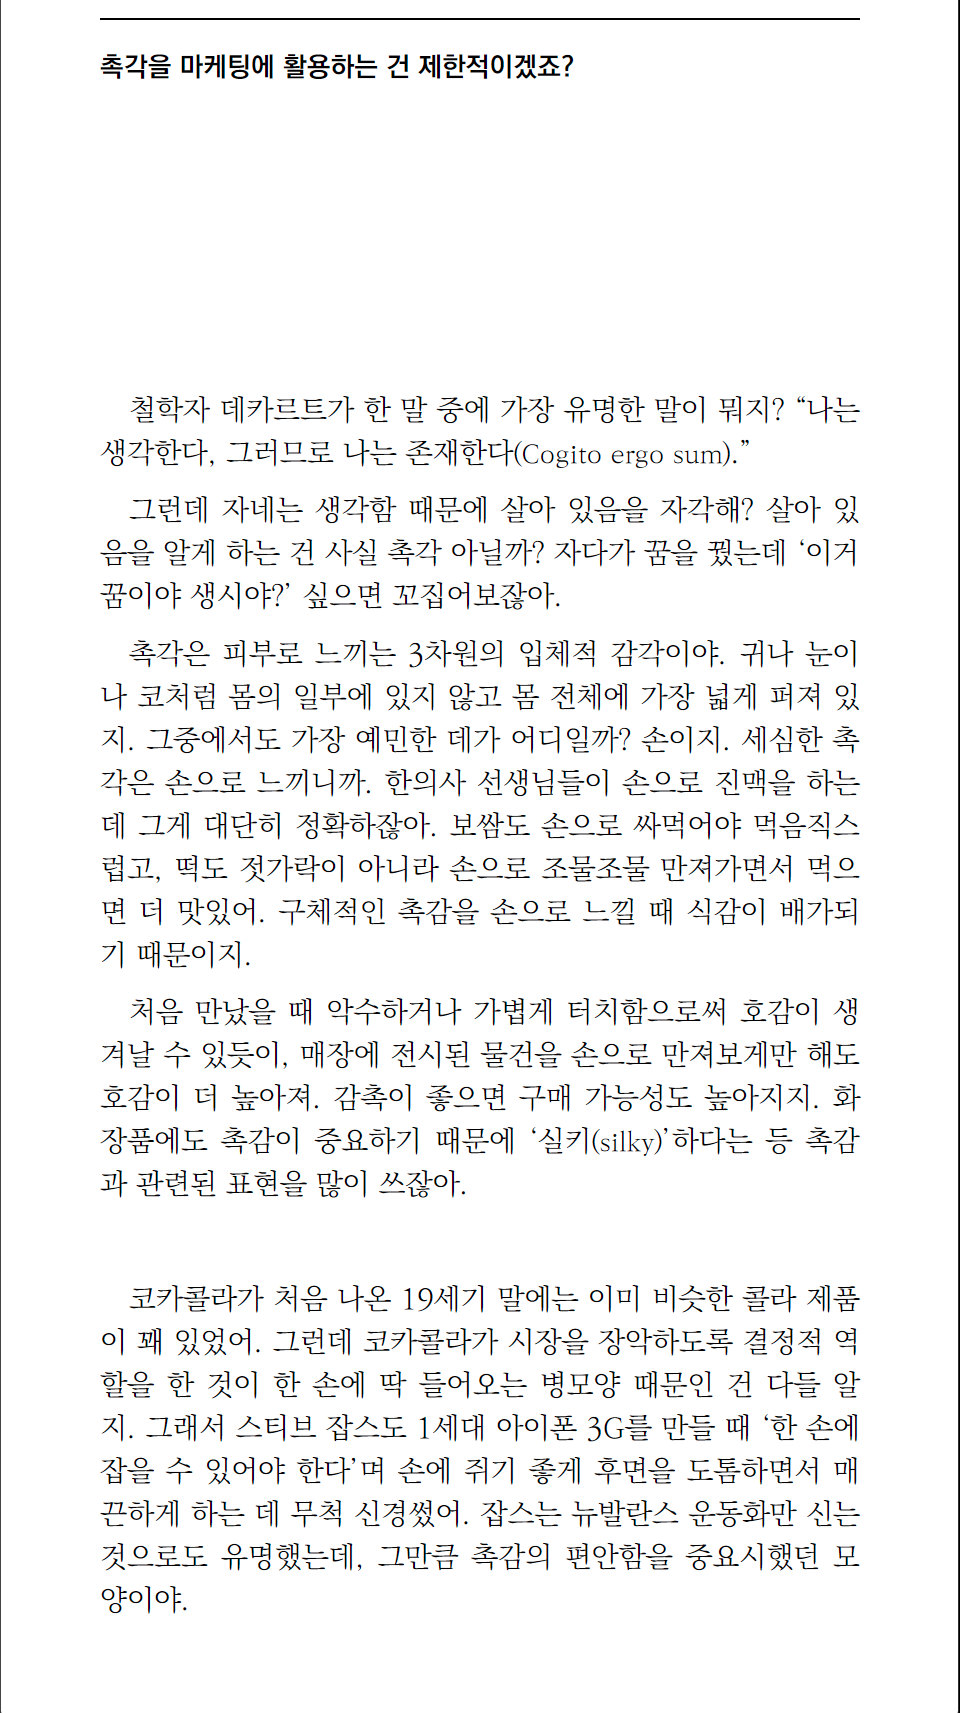 촉각을 마케팅에 활용하는 건 제한적이겠죠?
철학자 데카르트가 한 말 중에 가장 유명한 말이 뭐지? “나는
생각한다, 그러므로 나는 존재한다(Cogito ergo sum).”
그런데 자네는 생각함 때문에 살아 있음을 자각해? 살아 있
음을 알게 하는 건 사실 촉각 아닐까? 자다가 꿈을 꿨는데 ‘이거
꿈이야 생시야?’ 싶으면 꼬집어보잖아.
촉각은 피부로 느끼는 3차원의 입체적 감각이야. 귀나 눈이
나 코처럼 몸의 일부에 있지 않고 몸 전체에 가장 넓게 퍼져 있
지. 그중에서도 가장 예민한 데가 어디일까? 손이지. 세심한 촉
각은 손으로 느끼니까. 한의사 선생님들이 손으로 진맥을 하는
데 그게 대단히 정확하잖아. 보쌈도 손으로 싸먹어야 먹음직스
럽고, 떡도 젓가락이 아니라 손으로 조물조물 만져가면서 먹으
면 더 맛있어. 구체적인 촉감을 손으로 느낄 때 식감이 배가되
기 때문이지.
처음 만났을 때 악수하거나 가볍게 터치함으로써 호감이 생
겨날 수 있듯이, 매장에 전시된 물건을 손으로 만져보게만 해도
호감이 더 높아져. 감촉이 좋으면 구매 가능성도 높아지지. 화
장품에도 촉감이 중요하기 때문에 ‘실키(silky)’하다는 등 촉감
과 관련된 표현을 많이 쓰잖아.
코카콜라가 처음 나온 19세기 말에는 이미 비슷한 콜라 제품
이 꽤 있었어. 그런데 코카콜라가 시장을 장악하도록 결정적 역
할을 한 것이 한 손에 딱 들어오는 병모양 때문인 건 다들 알
지. 그래서 스티브 잡스도 1세대 아이폰 3G를 만들 때 ‘한 손에
잡을 수 있어야 한다’며 손에 쥐기 좋게 후면을 도톰하면서 매
끈하게 하는 데 무척 신경썼어. 잡스는 뉴발란스 운동화만 신는
것으로도 유명했는데, 그만큼 촉감의 편안함을 중요시했던 모
양이야.